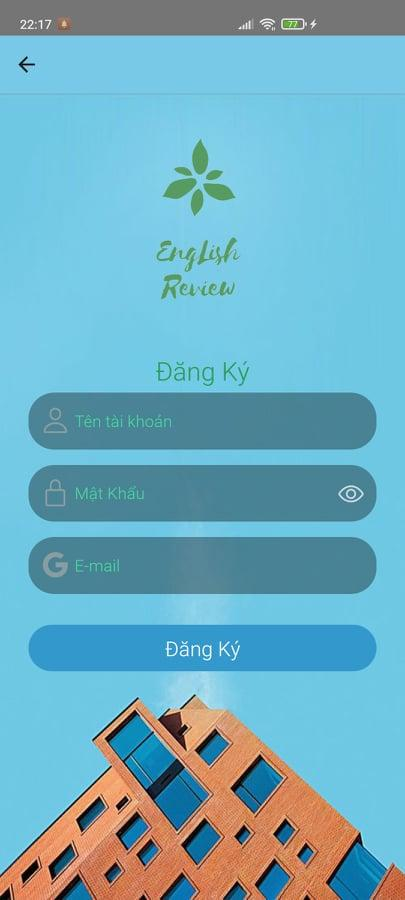 22:17
77
EngLish
Review
Đăng Ký
Tên tài khoản
Mật Khẩu
E-mail
Đăng Ký